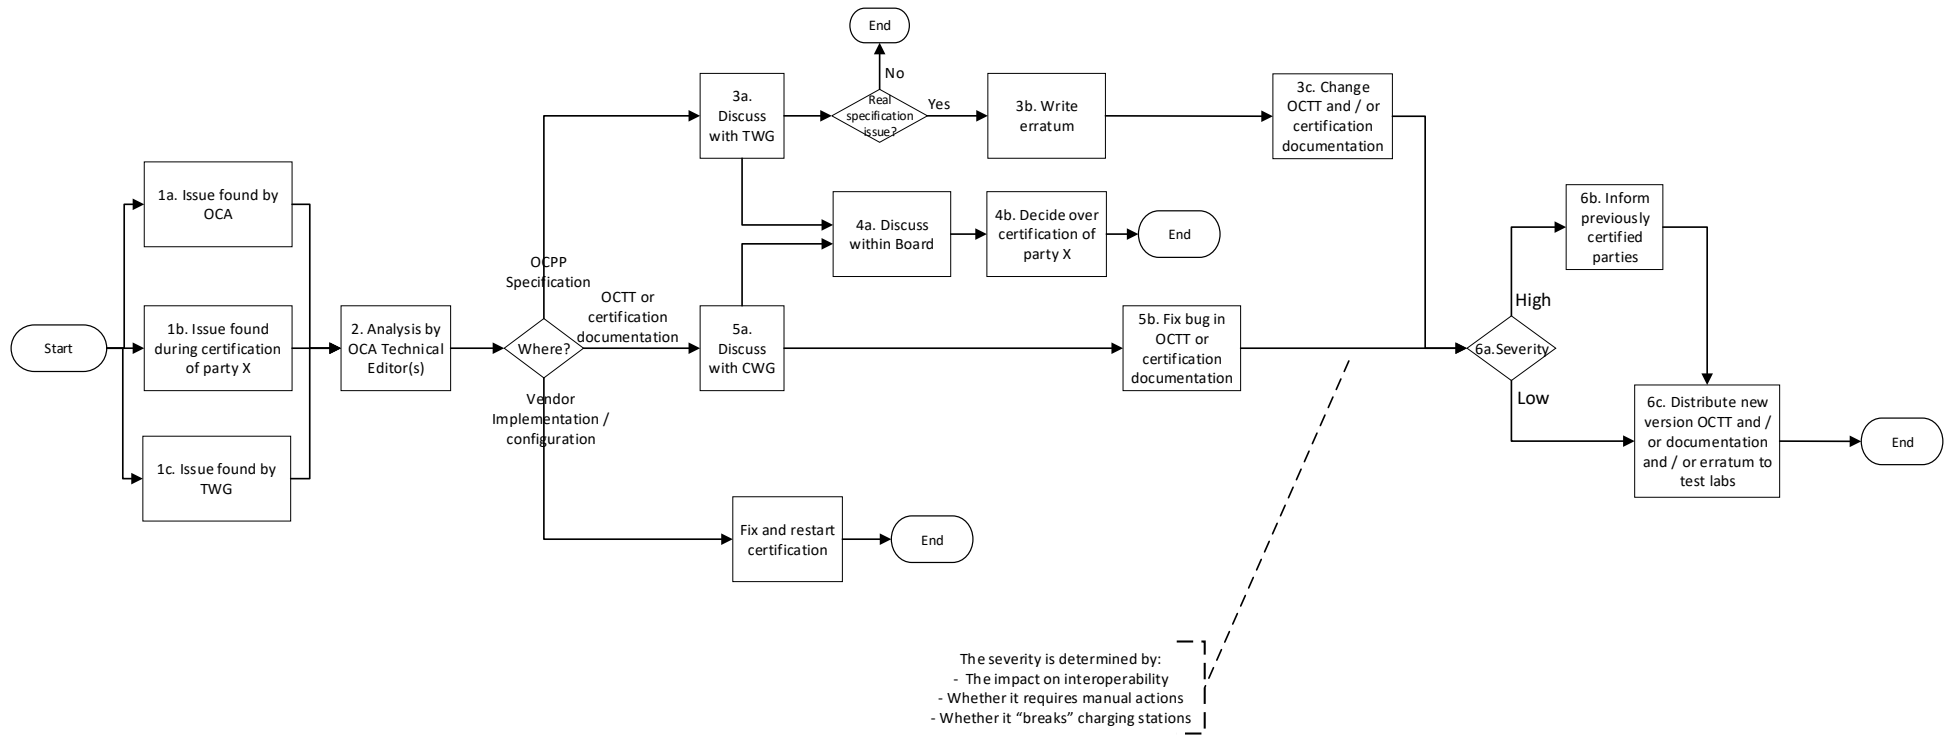 End
No
3a.
Discuss
with TWG
Real
specification
issue?
Yes
3b. Write
erratum
3c. Change
OCTT and / or
certification
documentation
1a. Issue found by
OCA
4a. Discuss
within Board
4b. Decide over
certification of
party X
End
6b. Inform
previously
certified
parties
OCPP
Specification
OCTT or
certification
documentation
High
Start
1b. Issue found
during certification
of party X
2. Analysis by
OCA Technical
Editor(s)
Where?
5a.
Discuss
with CWG
5b. Fix bug in
OCTT or
certification
documentation
6a.Severity
Vendor
Implementation /
configuration
Low
6c. Distribute new
version OCTT and /
or documentation
and / or erratum to
test labs
End
1c. Issue found by
TWG
Fix and restart
certification
End
The severity is determined by:
- The impact on interoperability
- Whether it requires manual actions
- Whether it “breaks” charging stations